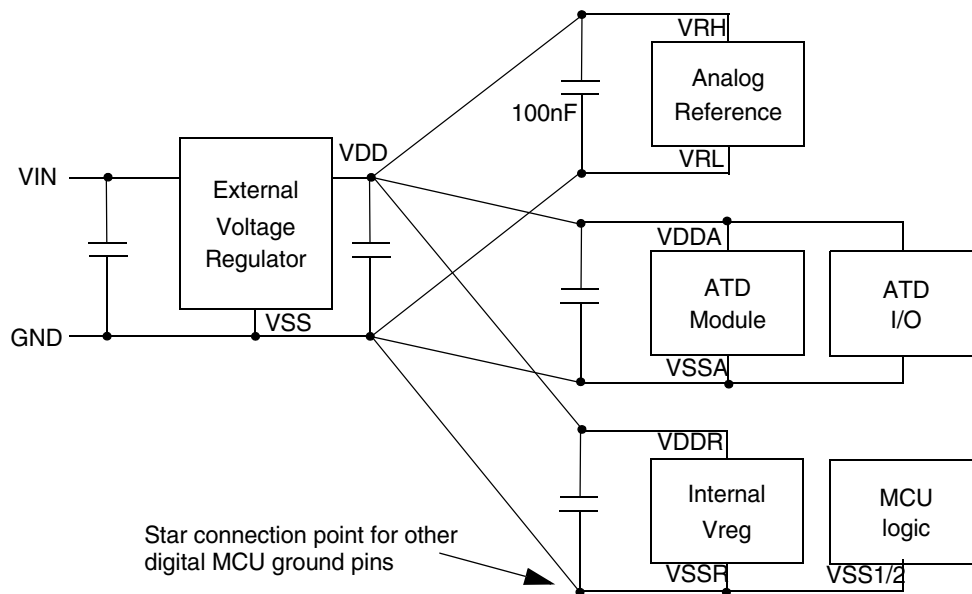 VRH
Analog
Reference
100nF
VRL
VDD
VIN
External
Voltage
Regulator
VDDA
ATD
Module
ATD
I/O
VSS
GND
VSSA
VDDR
Internal
Vreg
MCU
logic
Star connection point for other
digital MCU ground pins
VSSR
VSS1/2